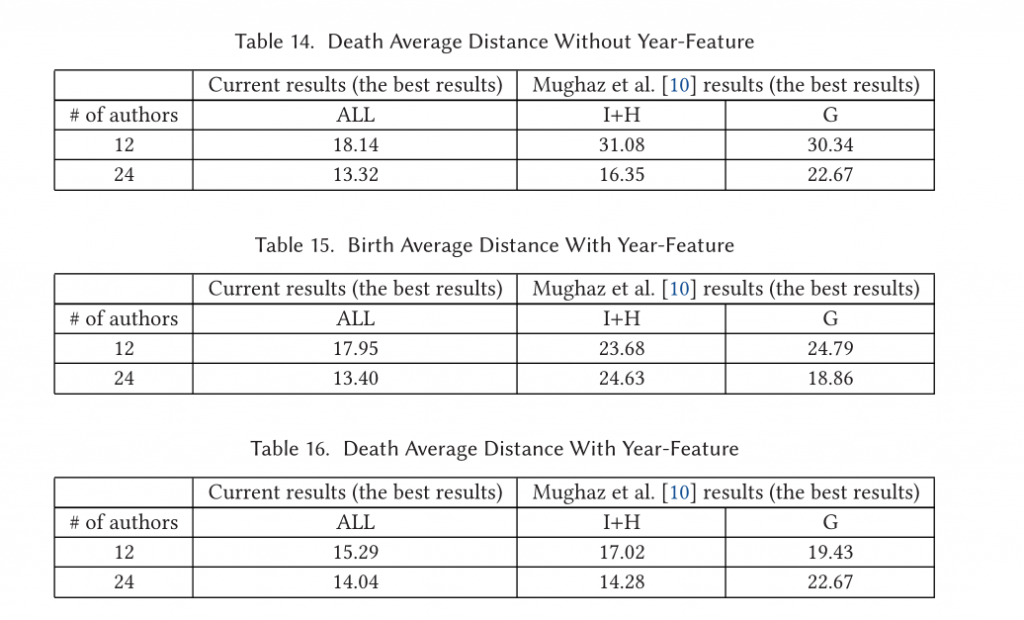 Table 14. Death Average Distance Without Year-Feature
Current results (the best results) Mughaz et al. [10] results (the best results)
# of authors ALL I+H G
12 18.14 31.08 30.34
24 13.32 16.35 22.67
Table 15. Birth Average Distance With Year-Feature
Current results (the best results) Mughaz et al. [10] results (the best results)
# of authors ALL I+H G
12 17.95 23.68 24.79
24 13.40 24.63 18.86
Table 16. Death Average Distance With Year-Feature
Current results (the best results) Mughaz et al. [10] results (the best results)
# of authors ALL I+H G
12 15.29 17.02 19.43
24 14.04 14.28 22.67